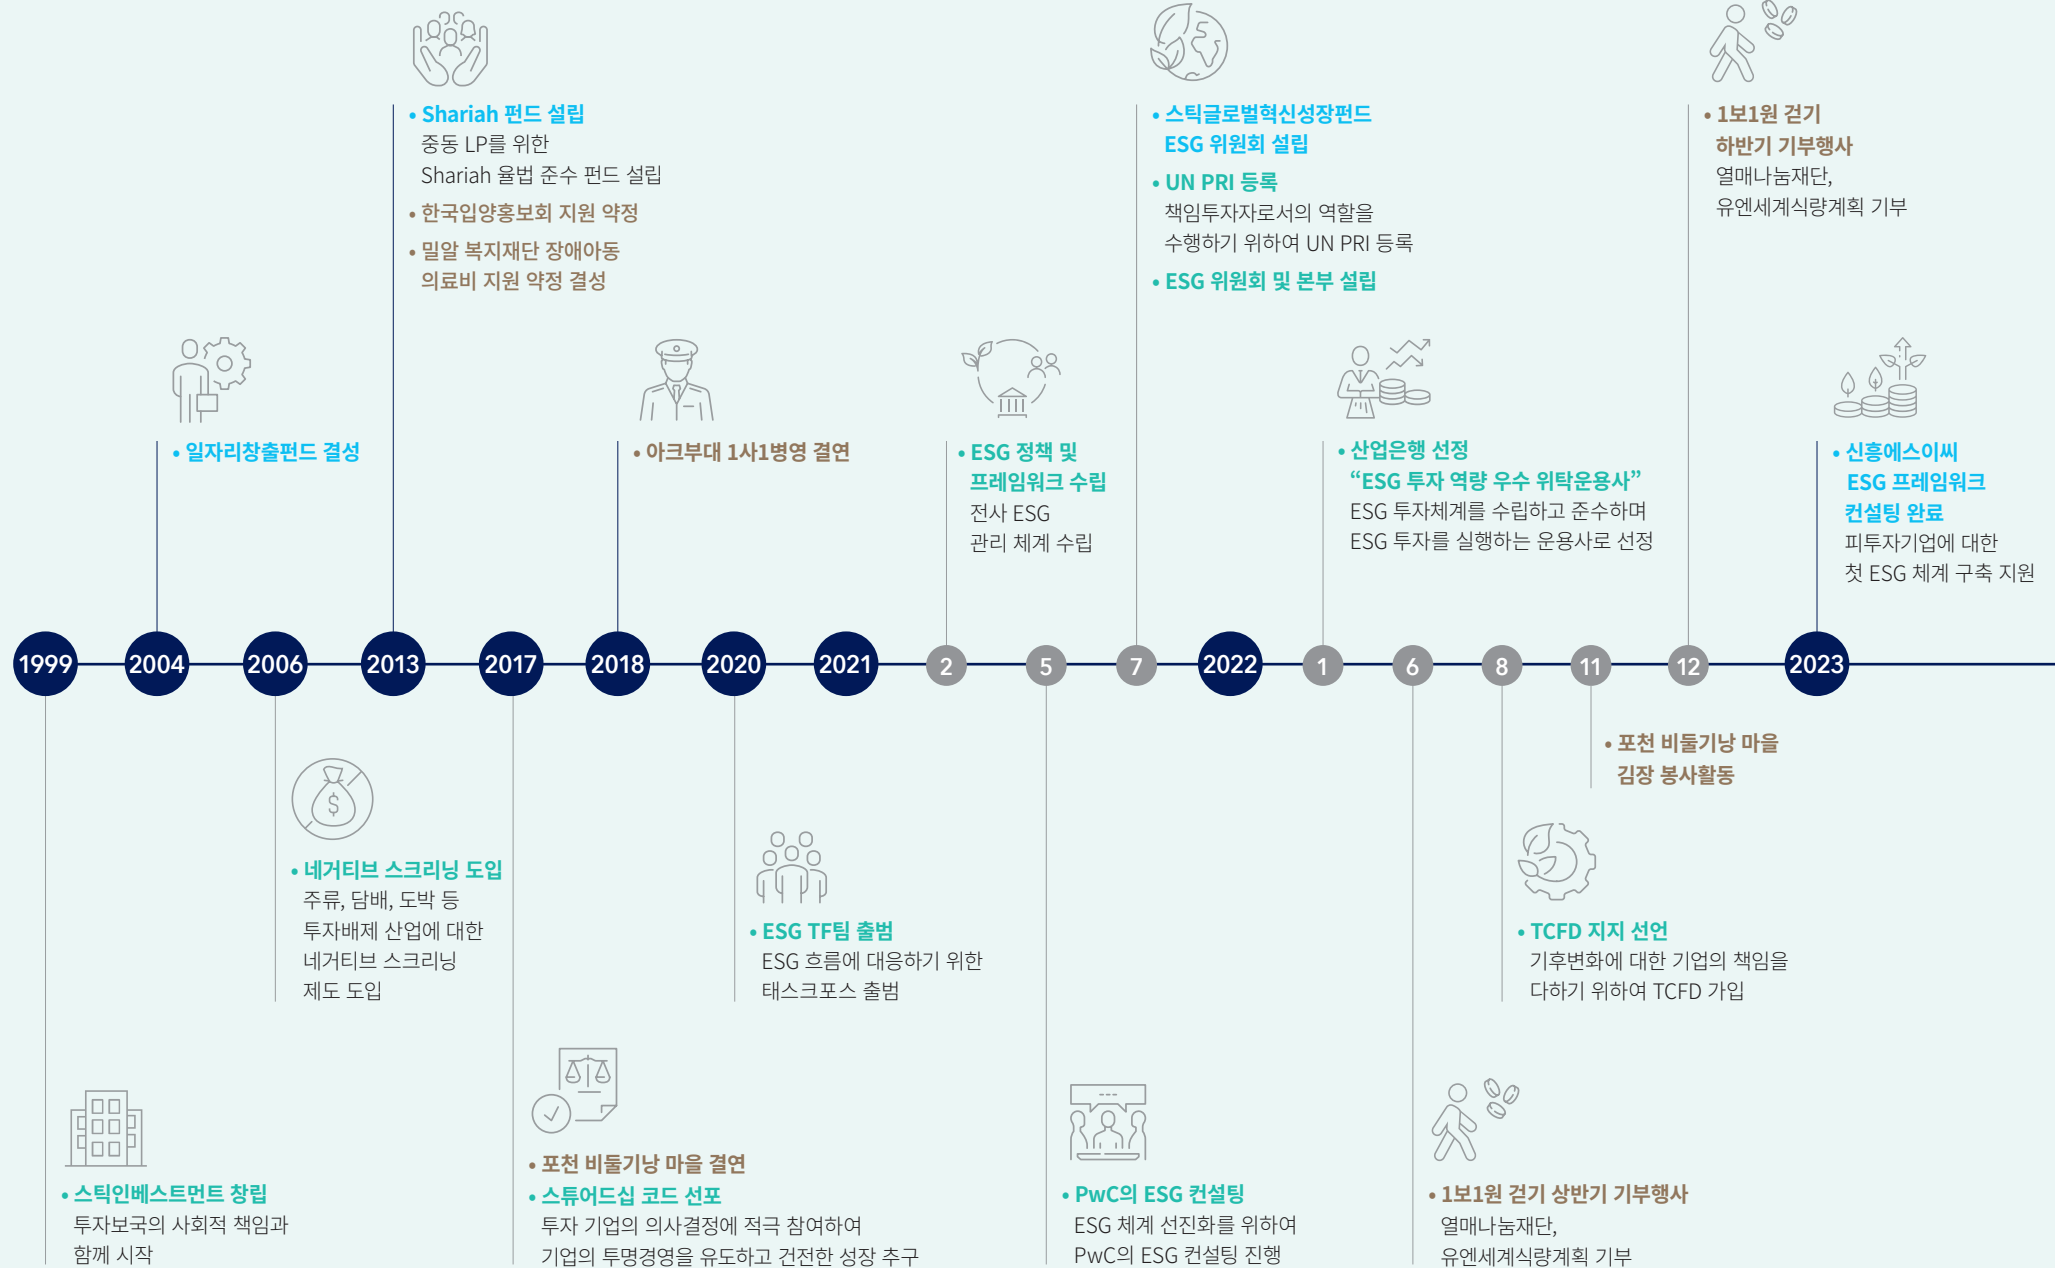 • Shariah 펀드 설립
중동 LP를 위한
Shariah 율법 준수 펀드 설립
• 한국입양홍보회 지원 약정
• 밀알 복지재단 장애아동
의료비 지원 약정 결성
• 스틱글로벌혁신성장펀드
ESG 위원회 설립
• UN PRI 등록
책임투자자로서의 역할을
수행하기 위하여 UN PRI 등록
• ESG 위원회 및 본부 설립
• 1보1원 걷기
하반기 기부행사
열매나눔재단,
유엔세계식량계획 기부
• 일자리창출펀드 결성
• 아크부대 1사1병영 결연
• ESG 정책 및
프레임워크 수립
전사 ESG
관리 체계 수립
• 산업은행 선정
“ESG 투자 역량 우수 위탁운용사”
ESG 투자체계를 수립하고 준수하며
ESG 투자를 실행하는 운용사로 선정
• 신흥에스이씨
ESG 프레임워크
컨설팅 완료
피투자기업에 대한
첫 ESG 체계 구축 지원
1999 2004 2006 2013 2017 2018 2020 2021 2 5 7 2022 1 6 8 11 12 2023
• 포천 비둘기낭 마을
김장 봉사활동
$
• 네거티브 스크리닝 도입
주류, 담배, 도박 등
투자배제 산업에 대한
네거티브 스크리닝
제도 도입
• ESG TF팀 출범
ESG 흐름에 대응하기 위한
태스크포스 출범
• TCFD 지지 선언
기후변화에 대한 기업의 책임을
다하기 위하여 TCFD 가입
• 스틱인베스트먼트 창립
투자보국의 사회적 책임과
함께 시작
• 포천 비둘기낭 마을 결연
• 스튜어드십 코드 선포
투자 기업의 의사결정에 적극 참여하여
기업의 투명경영을 유도하고 건전한 성장 추구
• PwC의 ESG 컨설팅
ESG 체계 선진화를 위하여
PwC의 ESG 컨설팅 진행
• 1보1원 걷기 상반기 기부행사
열매나눔재단,
유엔세계식량계획 기부